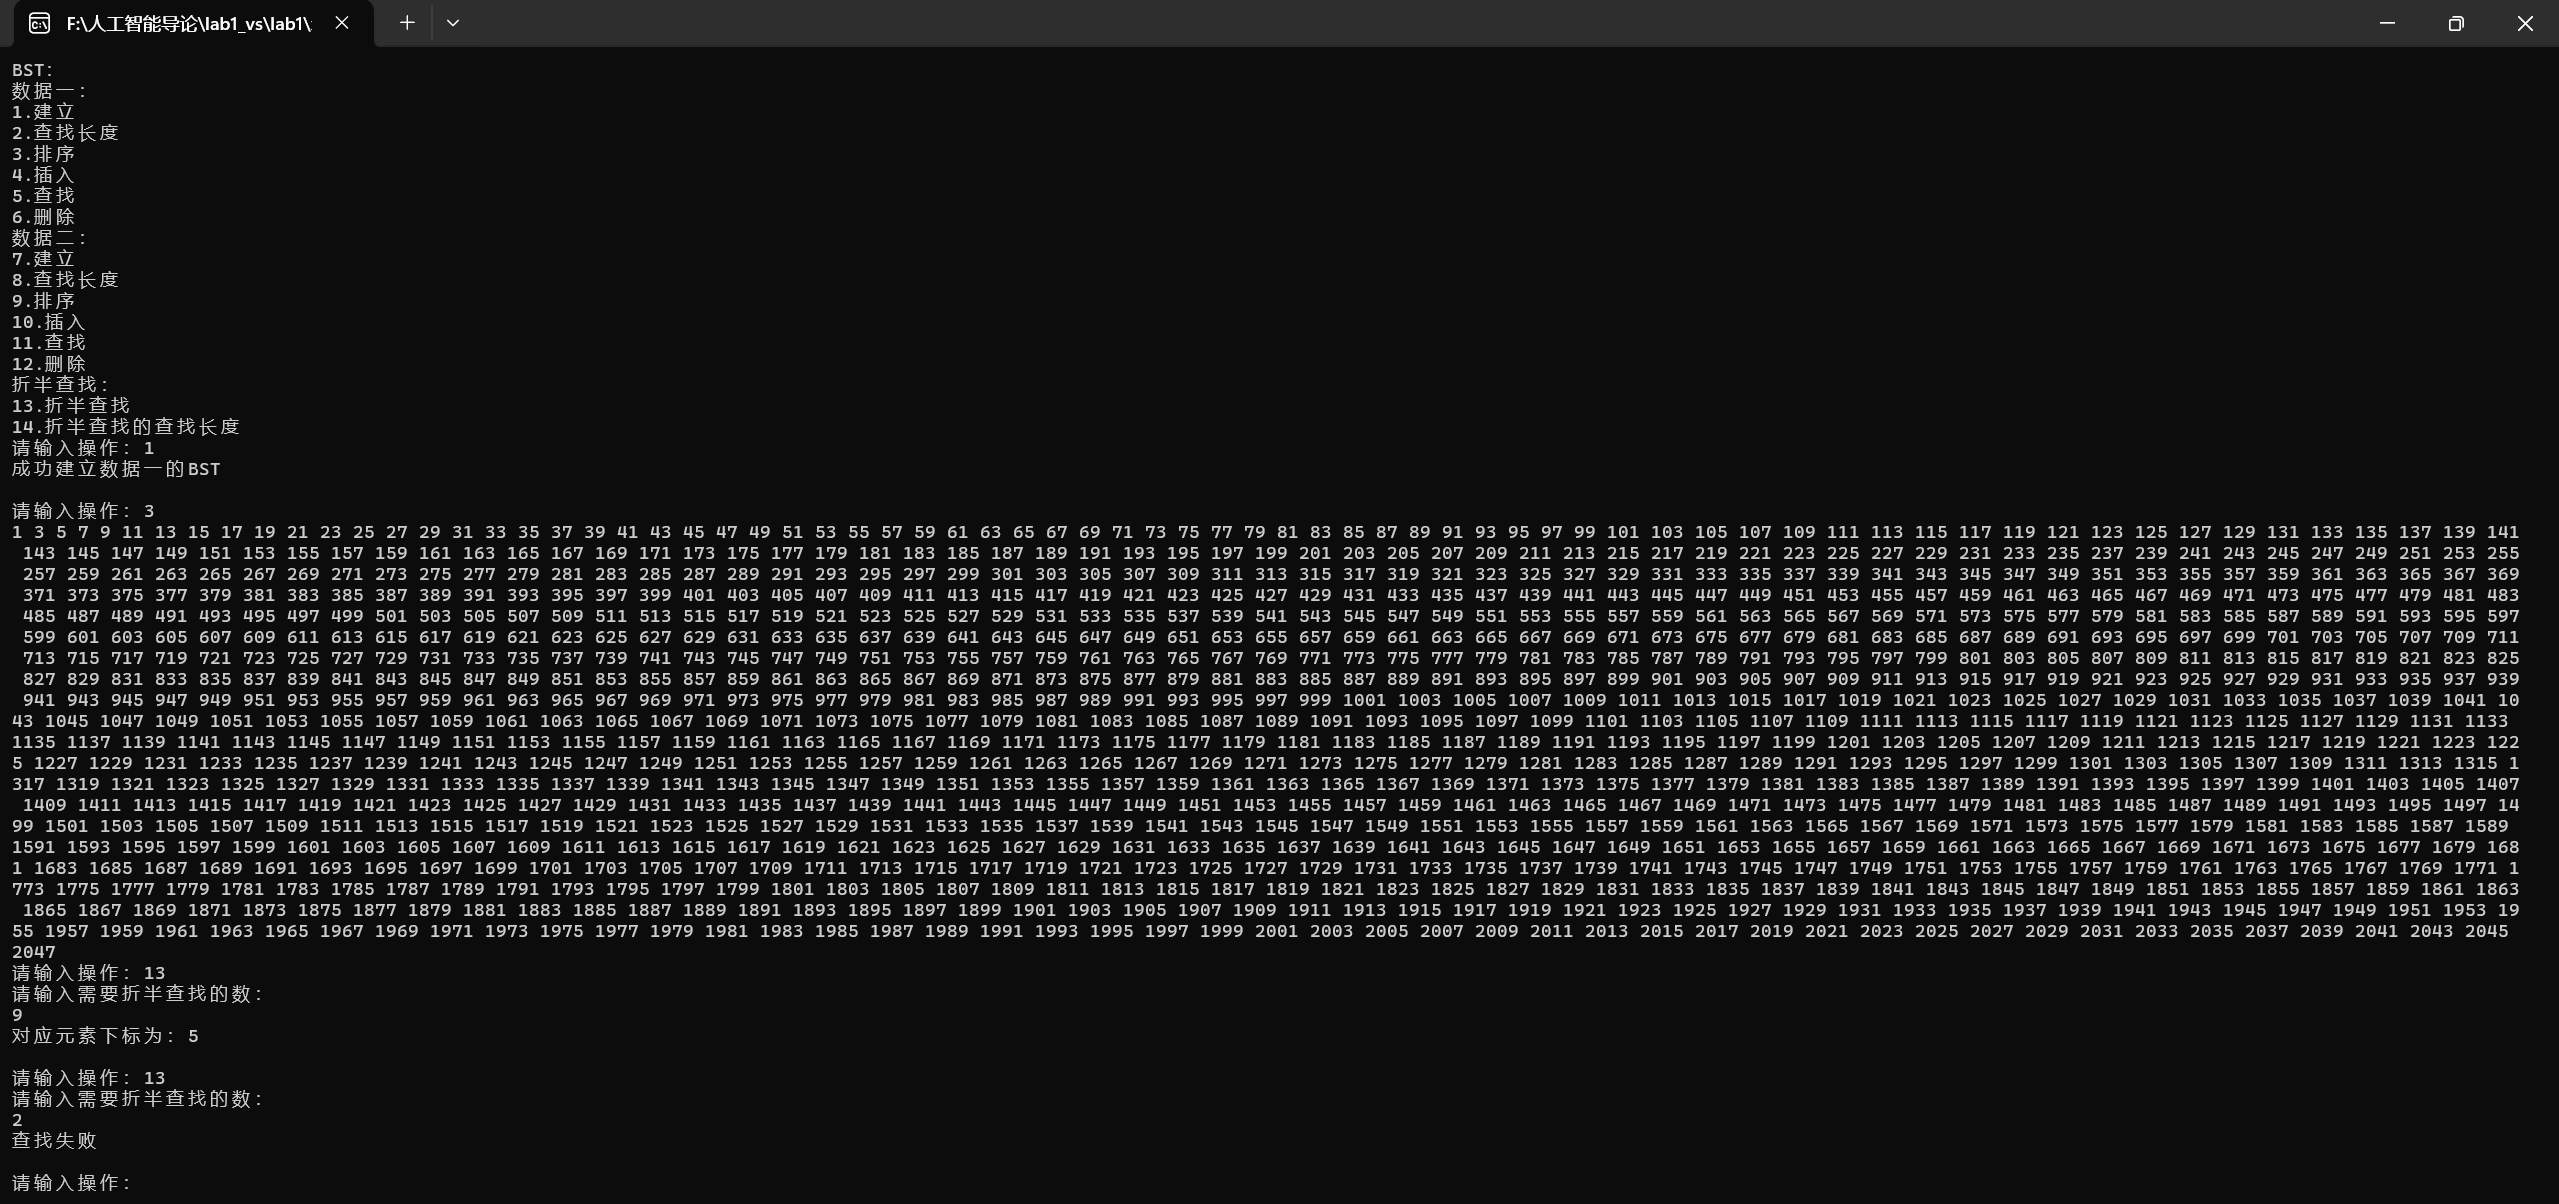 F:\人工智能导论\lab1_vs\lab1\:
BST:
数据一:
1.建立
2.查找长度
3.排序
4.插入
5.查找
6.删除
数据二:
7.建立
8.查找长度
9.排序
10.插入
11.查找
12.删除
折半查找:
13.折半查找
14.折半查找的查找长度
请输入操作: 1
成功建立数据一的BST
请输入操作: 3
1 3 5 7 9 11 13 15 17 19 21 23 25 27 29 31 33 35 37 39 41 43 45 47 49 51 53 55 57 59 61 63 65 67 69 71 73 75 77 79 81 83 85 87 89 91 93 95 97 99 101 103 105 107 109 111 113 115 117 119 121 123 125 127 129 131 133 135 137 139 141
143 145 147 149 151 153 155 157 159 161 163 165 167 169 171 173 175 177 179 181 183 185 187 189 191 193 195 197 199 201 203 205 207 209 211 213 215 217 219 221 223 225 227 229 231 233 235 237 239 241 243 245 247 249 251 253 255
257 259 261 263 265 267 269 271 273 275 277 279 281 283 285 287 289 291 293 295 297 299 301 303 305 307 309 311 313 315 317 319 321 323 325 327 329 331 333 335 337 339 341 343 345 347 349 351 353 355 357 359 361 363 365 367 369
371 373 375 377 379 381 383 385 387 389 391 393 395 397 399 401 403 405 407 409 411 413 415 417 419 421 423 425 427 429 431 433 435 437 439 441 443 445 447 449 451 453 455 457 459 461 463 465 467 469 471 473 475 477 479 481 483
485 487 489 491 493 495 497 499 501 503 505 507 509 511 513 515 517 519 521 523 525 527 529 531 533 535 537 539 541 543 545 547 549 551 553 555 557 559 561 563 565 567 569 571 573 575 577 579 581 583 585 587 589 591 593 595 597
599 601 603 605 607 609 611 613 615 617 619 621 623 625 627 629 631 633 635 637 639 641 643 645 647 649 651 653 655 657 659 661 663 665 667 669 671 673 675 677 679 681 683 685 687 689 691 693 695 697 699 701 703 705 707 709 711
713 715 717 719 721 723 725 727 729 731 733 735 737 739 741 743 745 747 749 751 753 755 757 759 761 763 765 767 769 771 773 775 777 779 781 783 785 787 789 791 793 795 797 799 801 803 805 807 809 811 813 815 817 819 821 823 825
827 829 831 833 835 837 839 841 843 845 847 849 851 853 855 857 859 861 863 865 867 869 871 873 875 877 879 881 883 885 887 889 891 893 895 897 899 901 903 905 907 909 911 913 915 917 919 921 923 925 927 929 931 933 935 937 939
941 943 945 947 949 951 953 955 957 959 961 963 965 967 969 971 973 975 977 979 981 983 985 987 989 991 993 995 997 999 1001 1003 1005 1007 1009 1011 1013 1015 1017 1019 1021 1023 1025 1027 1029 1031 1033 1035 1037 1039 1041 10
43 1045 1047 1049 1051 1053 1055 1057 1059 1061 1063 1065 1067 1069 1071 1073 1075 1077 1079 1081 1083 1085 1087 1089 1091 1093 1095 1097 1099 1101 1103 1105 1107 1109 1111 1113 1115 1117 1119 1121 1123 1125 1127 1129 1131 1133
1135 1137 1139 1141 1143 1145 1147 1149 1151 1153 1155 1157 1159 1161 1163 1165 1167 1169 1171 1173 1175 1177 1179 1181 1183 1185 1187 1189 1191 1193 1195 1197 1199 1201 1203 1205 1207 1209 1211 1213 1215 1217 1219 1221 1223 122
5 1227 1229 1231 1233 1235 1237 1239 1241 1243 1245 1247 1249 1251 1253 1255 1257 1259 1261 1263 1265 1267 1269 1271 1273 1275 1277 1279 1281 1283 1285 1287 1289 1291 1293 1295 1297 1299 1301 1303 1305 1307 1309 1311 1313 1315 1
317 1319 1321 1323 1325 1327 1329 1331 1333 1335 1337 1339 1341 1343 1345 1347 1349 1351 1353 1355 1357 1359 1361 1363 1365 1367 1369 1371 1373 1375 1377 1379 1381 1383 1385 1387 1389 1391 1393 1395 1397 1399 1401 1403 1405 1407
1409 1411 1413 1415 1417 1419 1421 1423 1425 1427 1429 1431 1433 1435 1437 1439 1441 1443 1445 1447 1449 1451 1453 1455 1457 1459 1461 1463 1465 1467 1469 1471 1473 1475 1477 1479 1481 1483 1485 1487 1489 1491 1493 1495 1497 14
99 1501 1503 1505 1507 1509 1511 1513 1515 1517 1519 1521 1523 1525 1527 1529 1531 1533 1535 1537 1539 1541 1543 1545 1547 1549 1551 1553 1555 1557 1559 1561 1563 1565 1567 1569 1571 1573 1575 1577 1579 1581 1583 1585 1587 1589
1591 1593 1595 1597 1599 1601 1603 1605 1607 1609 1611 1613 1615 1617 1619 1621 1623 1625 1627 1629 1631 1633 1635 1637 1639 1641 1643 1645 1647 1649 1651 1653 1655 1657 1659 1661 1663 1665 1667 1669 1671 1673 1675 1677 1679 168
1 1683 1685 1687 1689 1691 1693 1695 1697 1699 1701 1703 1705 1707 1709 1711 1713 1715 1717 1719 1721 1723 1725 1727 1729 1731 1733 1735 1737 1739 1741 1743 1745 1747 1749 1751 1753 1755 1757 1759 1761 1763 1765 1767 1769 1771 1
773 1775 1777 1779 1781 1783 1785 1787 1789 1791 1793 1795 1797 1799 1801 1803 1805 1807 1809 1811 1813 1815 1817 1819 1821 1823 1825 1827 1829 1831 1833 1835 1837 1839 1841 1843 1845 1847 1849 1851 1853 1855 1857 1859 1861 1863
1865 1867 1869 1871 1873 1875 1877 1879 1881 1883 1885 1887 1889 1891 1893 1895 1897 1899 1901 1903 1905 1907 1909 1911 1913 1915 1917 1919 1921 1923 1925 1927 1929 1931 1933 1935 1937 1939 1941 1943 1945 1947 1949 1951 1953 19
55 1957 1959 1961 1963 1965 1967 1969 1971 1973 1975 1977 1979 1981 1983 1985 1987 1989 1991 1993 1995 1997 1999 2001 2003 2005 2007 2009 2011 2013 2015 2017 2019 2021 2023 2025 2027 2029 2031 2033 2035 2037 2039 2041 2043 2045
2047
请输入操作: 13
请输入需要折半查找的数:
9
对应元素下标为: 5
请输入操作: 13
请输入需要折半查找的数:
2
查找失败
请输入操作: